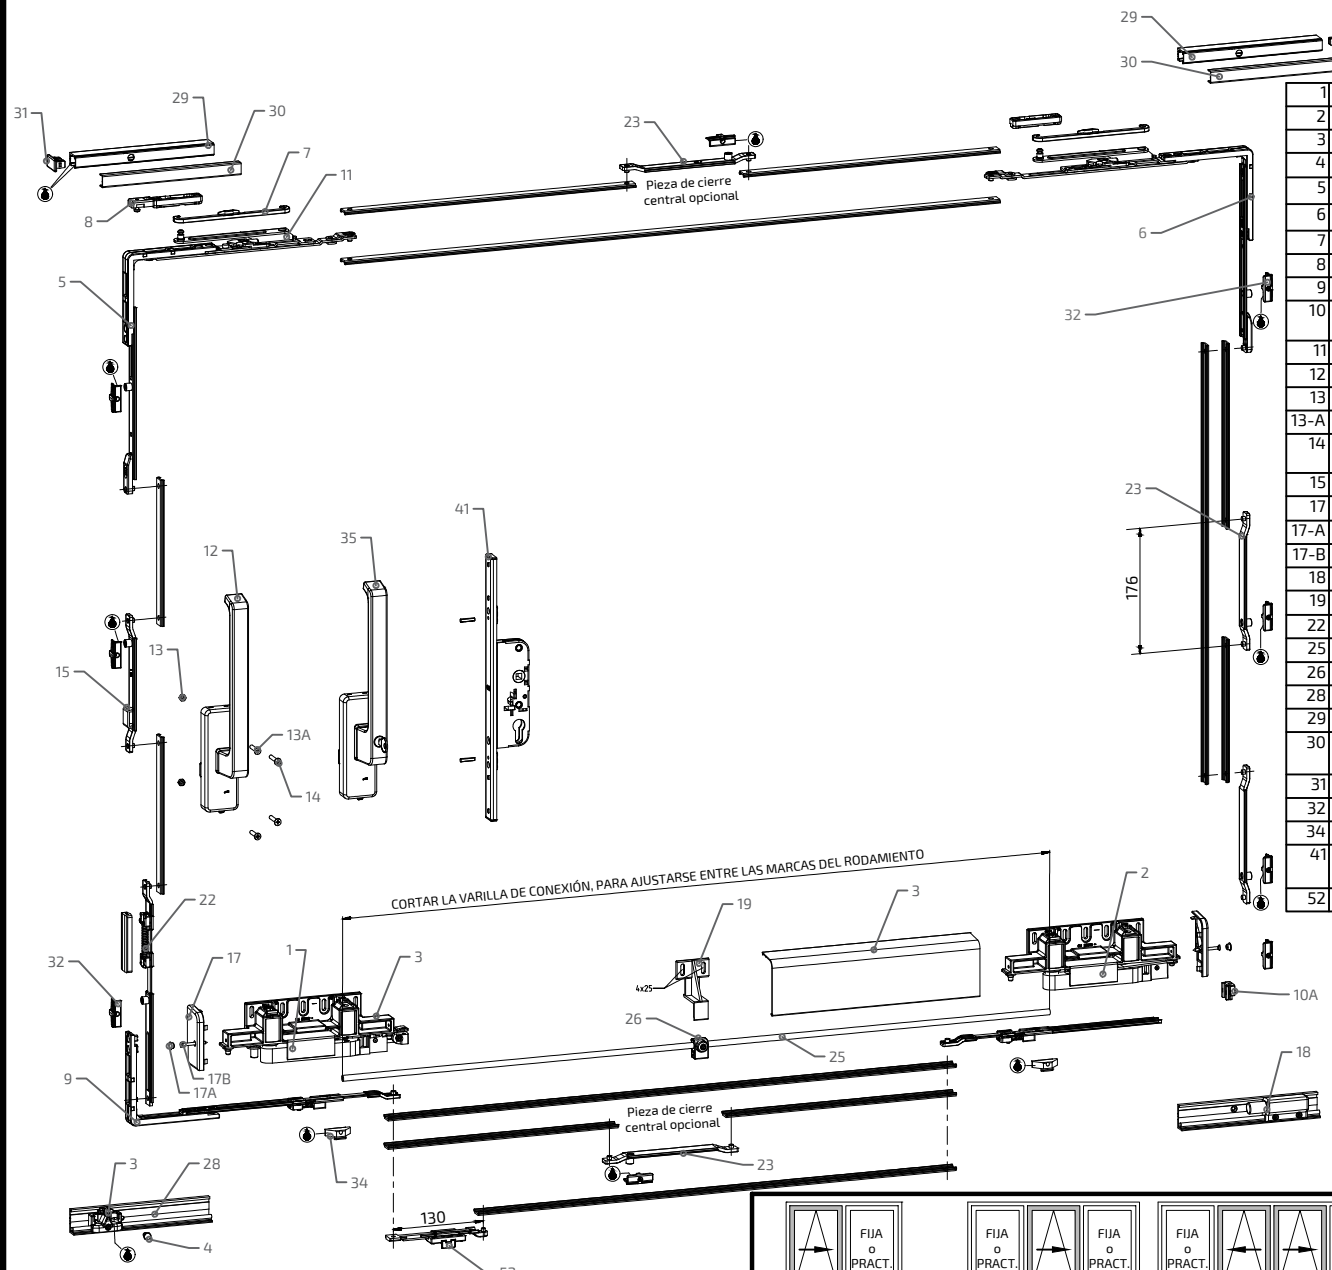 29
30
31
29
30
7
11
8
23
Pieza de cierre
central opcional
6
5
32
1
2
3
4
5
6
7
8
9
10
11
12
13
13-A
14
15
17
17-A
17-B
18
19
22
25
26
28
29
30
31
32
34
41
52
41
35
12
23
176
13
15
13A
14
CORTAR LA VARILLA DE CONEXIÓN, PARA AJUSTARSE ENTRE LAS MARCAS DEL RODAMIENTO
22
32
17
1
3
19
4x25
3
2
10A
26
25
17B
17A
9
18
Pieza de cierre
central opcional
34
23
3
28
4
130
FIJA
o
PRACT.
FIJA
o
PRACT.
FIJA
o
PRACT.
FIJA
o
PRACT.